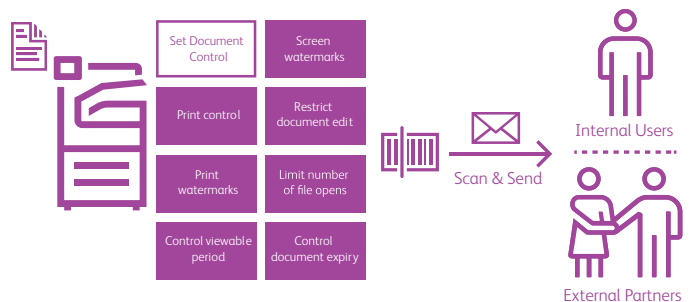 Set Document
Control
Screen
watermarks
Print control
Restrict
document edit
Print
watermarks
Limit number
of file opens
Control viewable
period
Control
document expiry
Scan & Send
Internal Users
External Partners